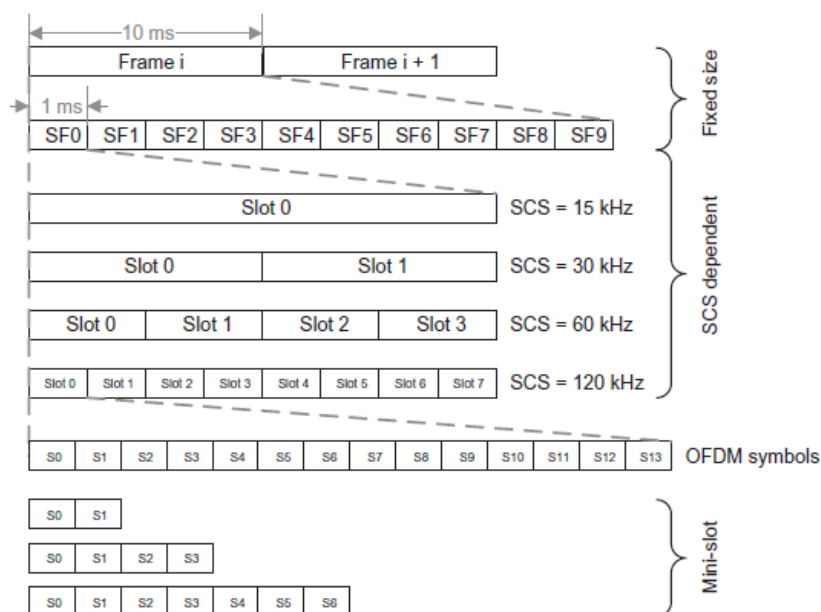 10 ms
Frame i Frame i + 1
1 ms
SF0 SF1 SF2 SF3 SF4 SF5 SF6 SF7 SF8 SF9
Fixed size
Slot 0 SCS = 15 kHz
Slot 0 Slot 1 SCS = 30 kHz
Slot 0 Slot 1 Slot 2 Slot 3 SCS = 60 kHz
Slot 0 Slot 1 Slot 2 Slot 3 Slot 4 Slot 5 Slot 6 Slot 7 SCS = 120 kHz
SCS dependent
S0 S1 S2 S3 S4 S5 S6 S7 S8 S9 S10 S11 S12 S13 OFDM symbols
S0 S1
S0 S1 S2 S3
S0 S1 S2 S3 S4 S5 S6
Mini-slot